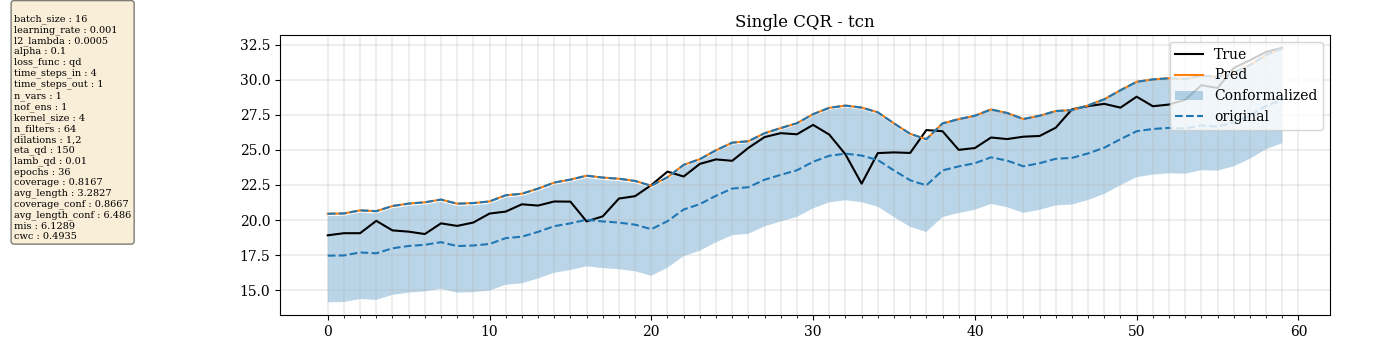 batch_size : 16
learning_rate : 0.001
l2_lambda : 0.0005
alpha : 0.1
loss_func : qd
time_steps_in : 4
time_steps_out : 1
n_vars : 1
nof_ens : 1
kernel_size : 4
n_filters : 64
dilations : 1,2
eta_qd : 150
lamb_qd : 0.01
epochs : 36
coverage : 0.8167
avg_length : 3.2827
coverage_conf : 0.8667
avg_length_conf : 6.486
mis : 6.1289
cwc : 0.4935
Single CQR - tcn
32.5
30.0
27.5
25.0
22.5
20.0
17.5
15.0
0 10 20 30 40 50 60
True
Pred
Conformalized
original